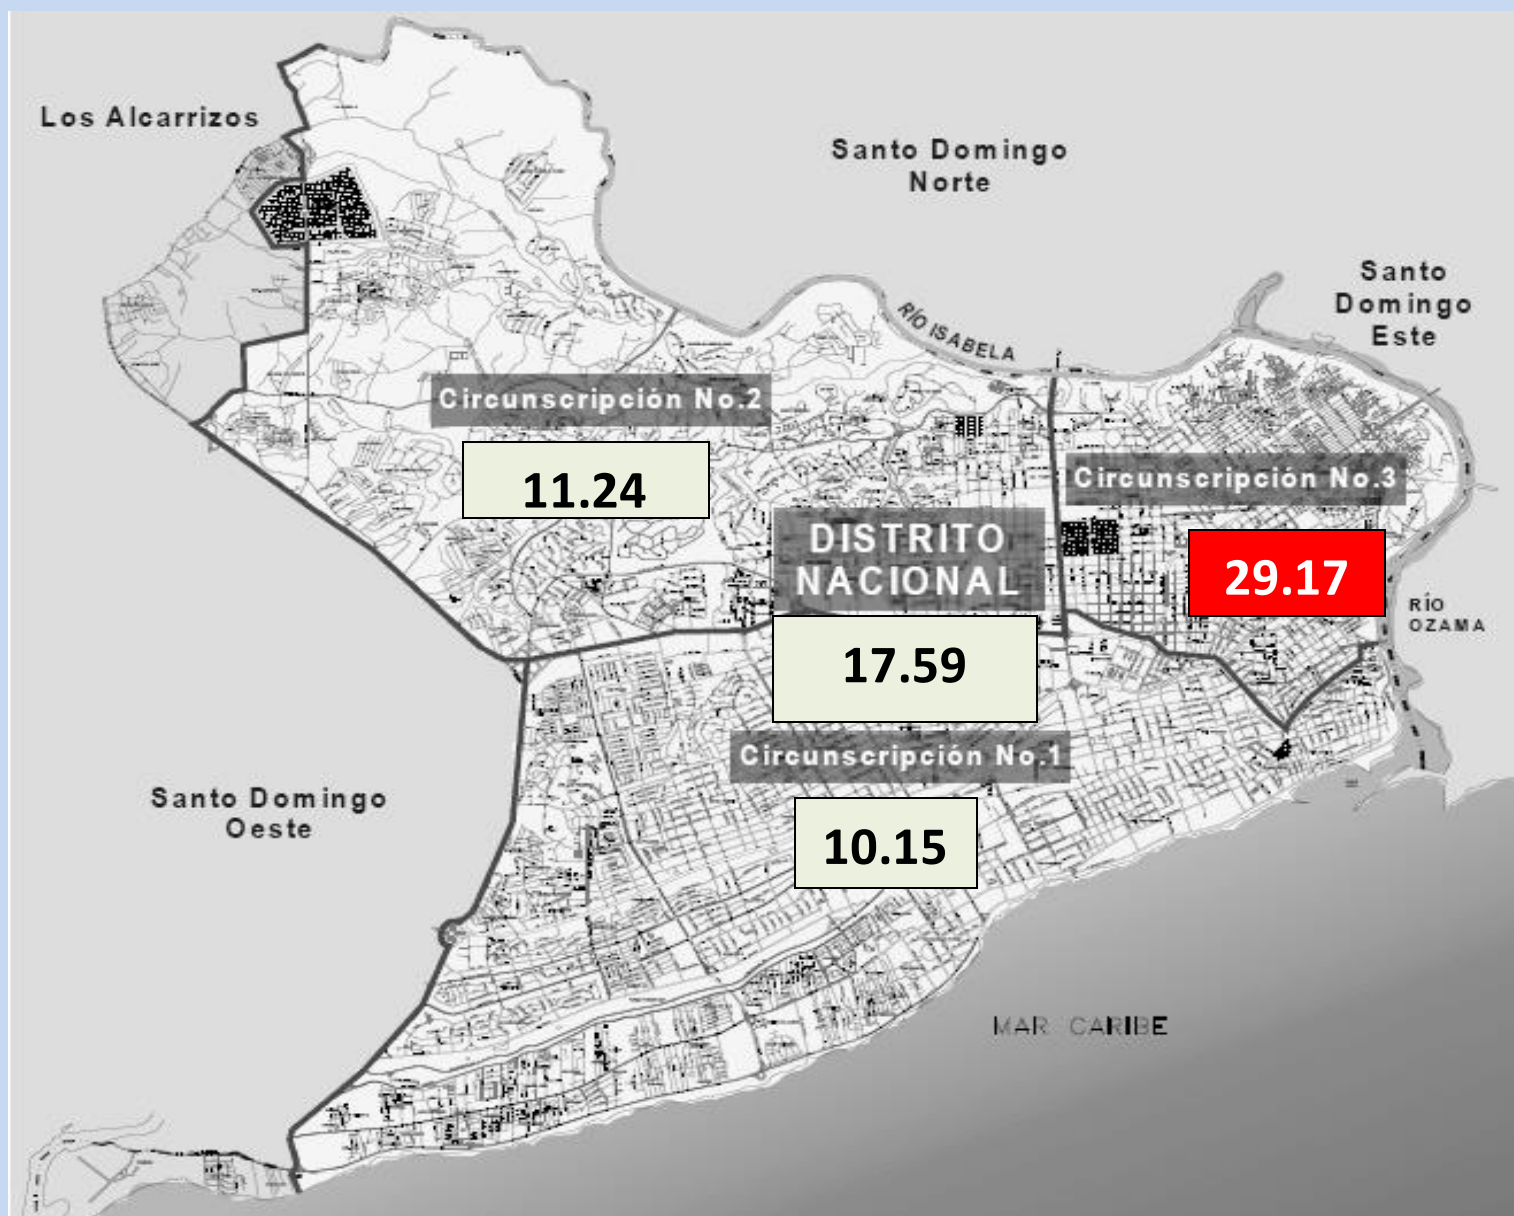 Los Alcarrizos
Santo Domingo
Norte
Santo
Domingo
Este
RÍO ISABELA
Circunscripción No.2
11.24
Circunscripción No.3
29.17
DISTRITO
NACIONAL
17.59
RÍO
OZAMA
Circunscripción No.1
10.15
Santo Domingo
Oeste
MAR CARIBE